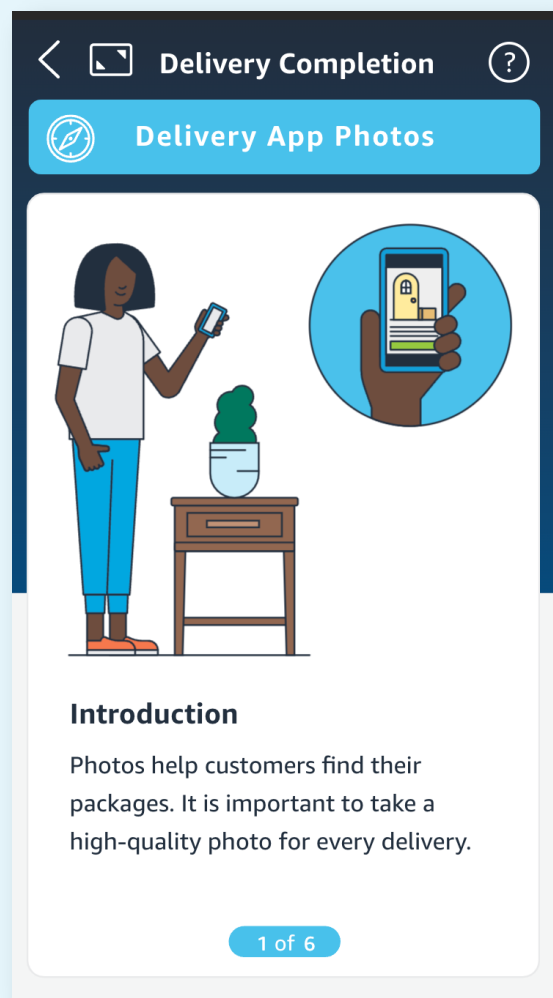 Delivery Completion
?
Delivery App Photos
Introduction
Photos help customers find their
packages. It is important to take a
high-quality photo for every delivery.
1 of 6